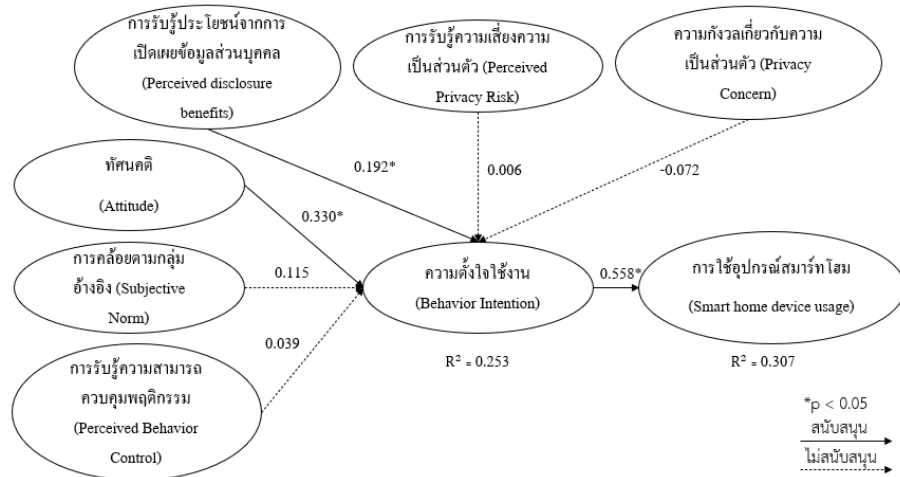 การรับรู้ประโยชน์จากการ
เปิดเผยข้อมูลส่วนบุคคล
(Perceived disclosure
benefits)
การรับรู้ความเสี่ยงความ
เป็นส่วนตัว (Perceived
Privacy Risk)
ความกังวลเกี่ยวกับความ
เป็นส่วนตัว (Privacy
Concern)
ทัศนคติ
(Attitude)
0.192*
0.006
-0.072
0.330*
การคล้อยตามกลุ่ม
อ้างอิง (Subjective
Norm)
0.115
ความตั้งใจใช้งาน
(Behavior Intention)
0.558*
การใช้อุปกรณ์สมาร์ทโฮม
(Smart home device usage)
0.039
R² = 0.253
R² = 0.307
การรับรู้ความสามารถ
ควบคุมพฤติกรรม
(Perceived Behavior
Control)
*p < 0.05
สนับสนุน
ไม่สนับสนุน